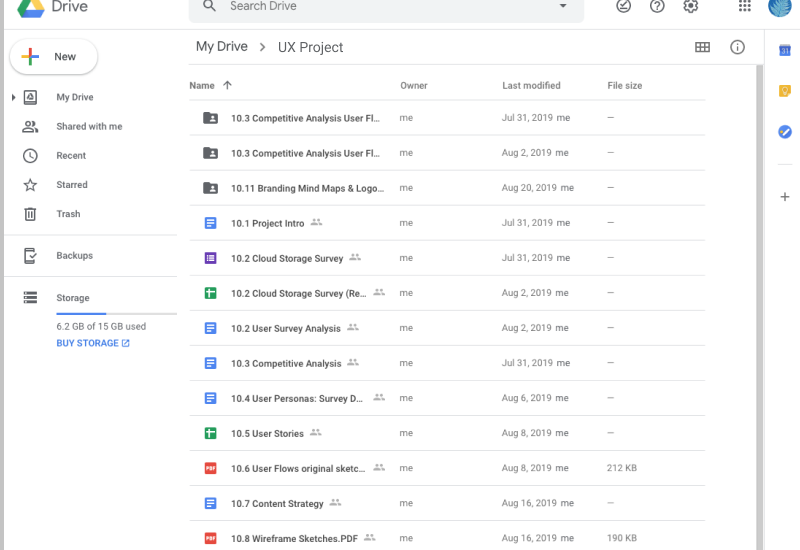 Drive
Search Drive
New
My Drive > UX Project
31
Name Owner Last modified File size
My Drive
Shared with me
Recent
Starred
Trash
Backups
Storage
6.2 GB of 15 GB used
BUY STORAGE
10.3 Competitive Analysis User Fl... me Jul 31, 2019 me —
10.3 Competitive Analysis User Fl... me Aug 2, 2019 me —
10.11 Branding Mind Maps & Logo... me Aug 20, 2019 me —
10.1 Project Intro me Jul 31, 2019 me —
10.2 Cloud Storage Survey me Jul 31, 2019 me —
10.2 Cloud Storage Survey (Re... me Aug 2, 2019 me —
10.2 User Survey Analysis me Aug 2, 2019 me —
10.3 Competitive Analysis me Jul 31, 2019 me —
10.4 User Personas: Survey D... me Aug 6, 2019 me —
10.5 User Stories me Aug 8, 2019 me —
PDF 10.6 User Flows original sketc... me Aug 8, 2019 me 212 KB
10.7 Content Strategy me Aug 16, 2019 me —
PDF 10.8 Wireframe Sketches.PDF me Aug 16, 2019 me 190 KB